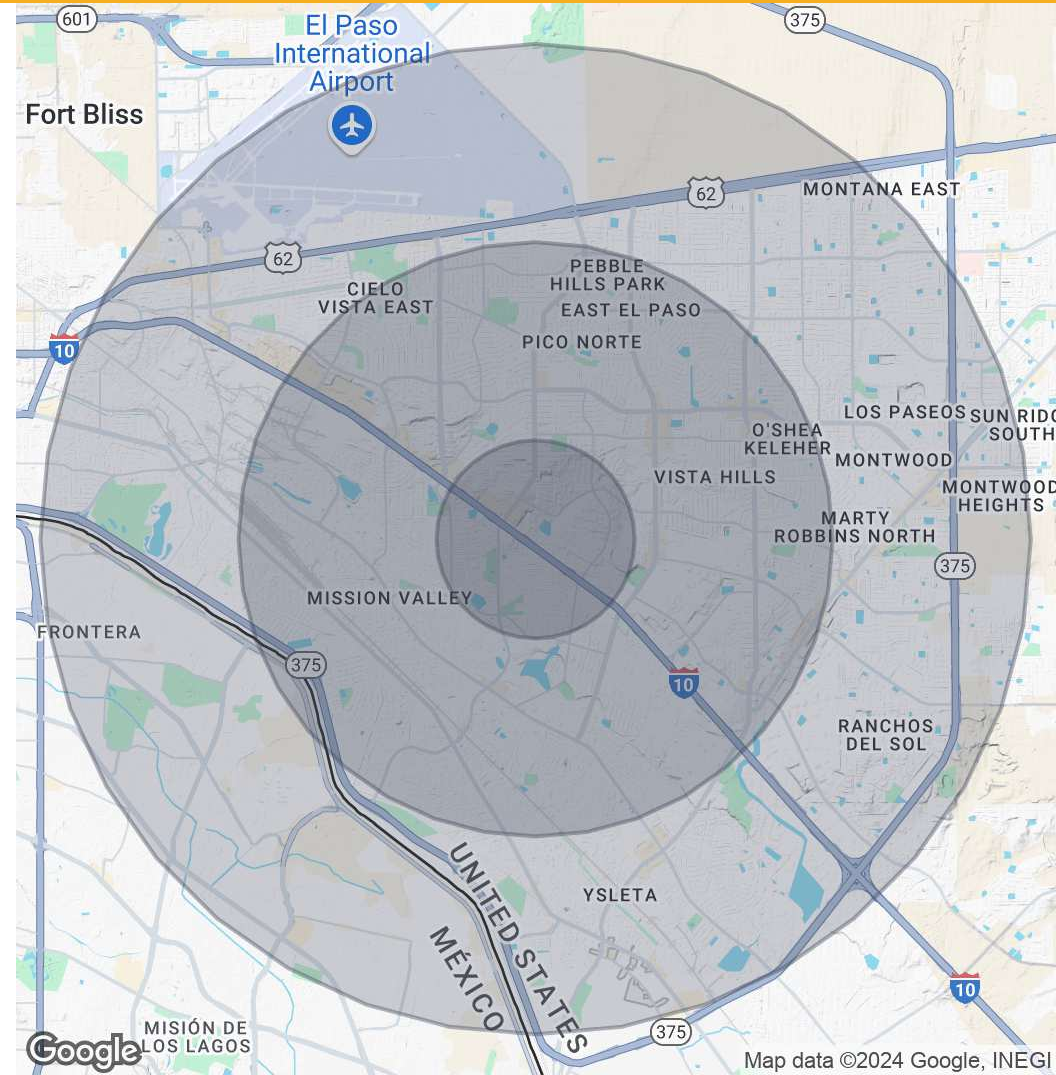 601
El Paso
International
Airport
375
Fort Bliss
62
MONTANA EAST
62
PEBBLE
HILLS PARK
CIELO
VISTA EAST
EAST EL PASO
PICO NORTE
10
LOS PASEOS
SUN RIDG
SOUTH
O'SHEA
KELEHER
MONTWOOD
VISTA HILLS
MONTWOOD
HEIGHTS
MARTY
ROBBINS NORTH
375
MISSION VALLEY
FRONTERA
375
10
RANCHOS
DEL SOL
UNITED STATES
MÉXICO
YSLETA
10
375
MISIÓN DE
LOS LAGOS
Google
Map data ©2024 Google, INEGI